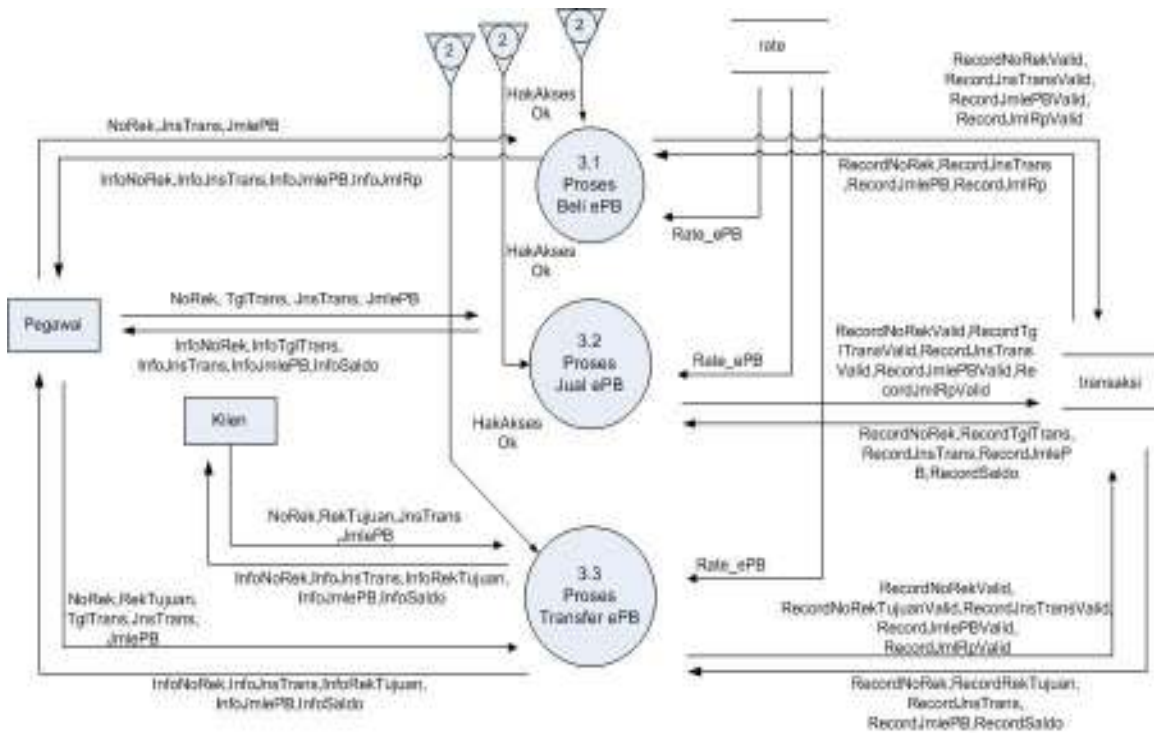 2
2
2
rate
RecordNoRekValid,
RecordJnsTransValid,
RecordJmlePBValid,
RecordJmlRpValid
HakAkses
Ok
NoRek,JnsTrans,JmlePB
3.1
Proses
Beli ePB
InfoNoRek,InfoJnsTrans,InfoJmlePB,InfoJmlRp
RecordNoRek,RecordJnsTrans
,RecordJmlePB,RecordJmlRp
Rate_ePB
HakAkses
Ok
NoRek, TglTrans, JnsTrans, JmlePB
Pegawai
InfoNoRek,InfoTglTrans,
InfoJnsTrans,InfoJmlePB,InfoSaldo
3.2
Proses
Jual ePB
Rate_ePB
RecordNoRekValid,RecordTg
lTransValid,RecordJnsTrans
Valid,RecordJmlePBValid,Re
cordJmlRpValid
transaksi
Klien
HakAkses
Ok
RecordNoRek,RecordTglTrans,
RecordJnsTrans,RecordJmleP
B,RecordSaldo
NoRek,RekTujuan,JnsTrans
,JmlePB
InfoNoRek,InfoJnsTrans,InfoRekTujuan,
InfoJmlePB,InfoSaldo
3.3
Proses
Transfer ePB
Rate_ePB
NoRek,RekTujuan,
TglTrans,JnsTrans,
JmlePB
RecordNoRekValid,
RecordNoRekTujuanValid,RecordJnsTransValid,
RecordJmlePBValid,
RecordJmlRpValid
InfoNoRek,InfoJnsTrans,InfoRekTujuan,
InfoJmlePB,InfoSaldo
RecordNoRek,RecordRekTujuan,
RecordJnsTrans,
RecordJmlePB,RecordSaldo